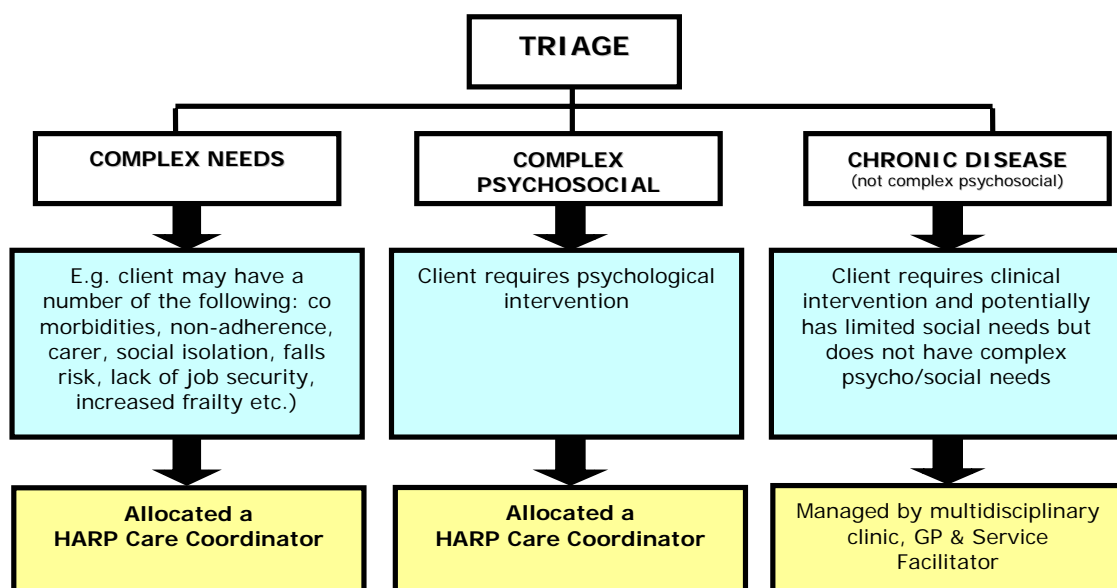 TRIAGE
COMPLEX NEEDS
COMPLEX
PSYCHOSOCIAL
CHRONIC DISEASE
(not complex psychosocial)
E.g. client may have a
number of the following: co
morbidities, non-adherence,
carer, social isolation, falls
risk, lack of job security,
increased frailty etc.)
Client requires psychological
intervention
Client requires clinical
intervention and potentially
has limited social needs but
does not have complex
psycho/social needs
Allocated a
HARP Care Coordinator
Allocated a
HARP Care Coordinator
Managed by multidisciplinary
clinic, GP & Service
Facilitator